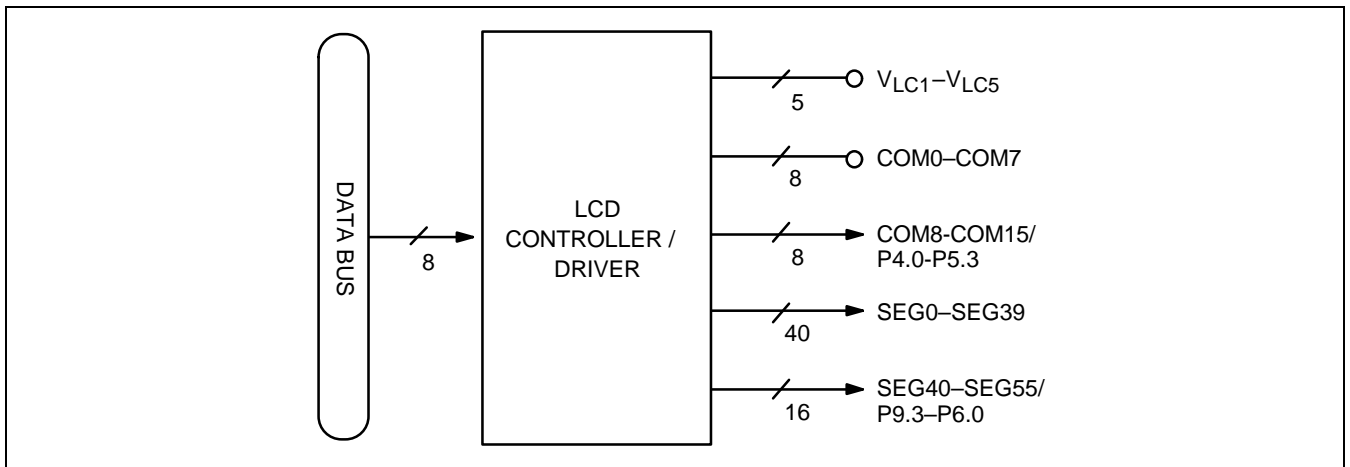 DATA BUS
8
LCD
CONTROLLER /
DRIVER
5
VLC1–VLC5
8
COM0–COM7
8
COM8-COM15/
P4.0-P5.3
40
SEG0–SEG39
16
SEG40–SEG55/
P9.3–P6.0